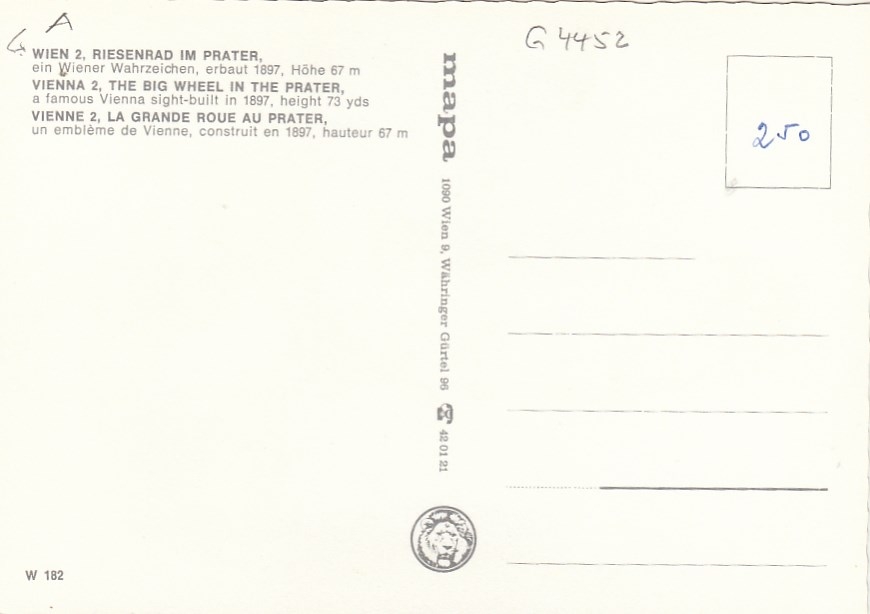 A
G 4452
WIEN 2, RIESENRAD IM PRATER,
ein Wiener Wahrzeichen, erbaut 1897, Höhe 67 m
VIENNA 2, THE BIG WHEEL IN THE PRATER,
a famous Vienna sight-built in 1897, height 73 yds
VIENNE 2, LA GRANDE ROUE AU PRATER,
un emblème de Vienne, construit en 1897, hauteur 67 m
mapa
1090 Wien 9, Währinger Gürtel 96 ☎ 42 01 21
250
W 182